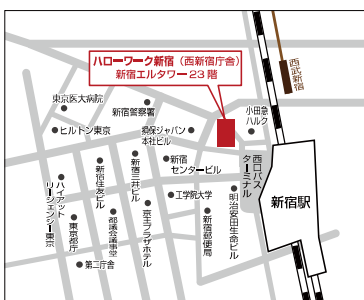 ハローワーク新宿（西新宿庁舎）
新宿エルタワー23階
西武新宿
東京医大病院
新宿警察署
小田急
ハルク
ヒルトン東京
損保ジャパン
本社ビル
新宿
センタービル
西口バス
ターミナル
新宿駅
ハイアット
リージェンシー東京
新宿住友ビル
新宿三井ビル
工学院大学
明治安田生命ビル
東京都庁
都議会議事堂
京王プラザホテル
新宿郵便局
第二庁舎